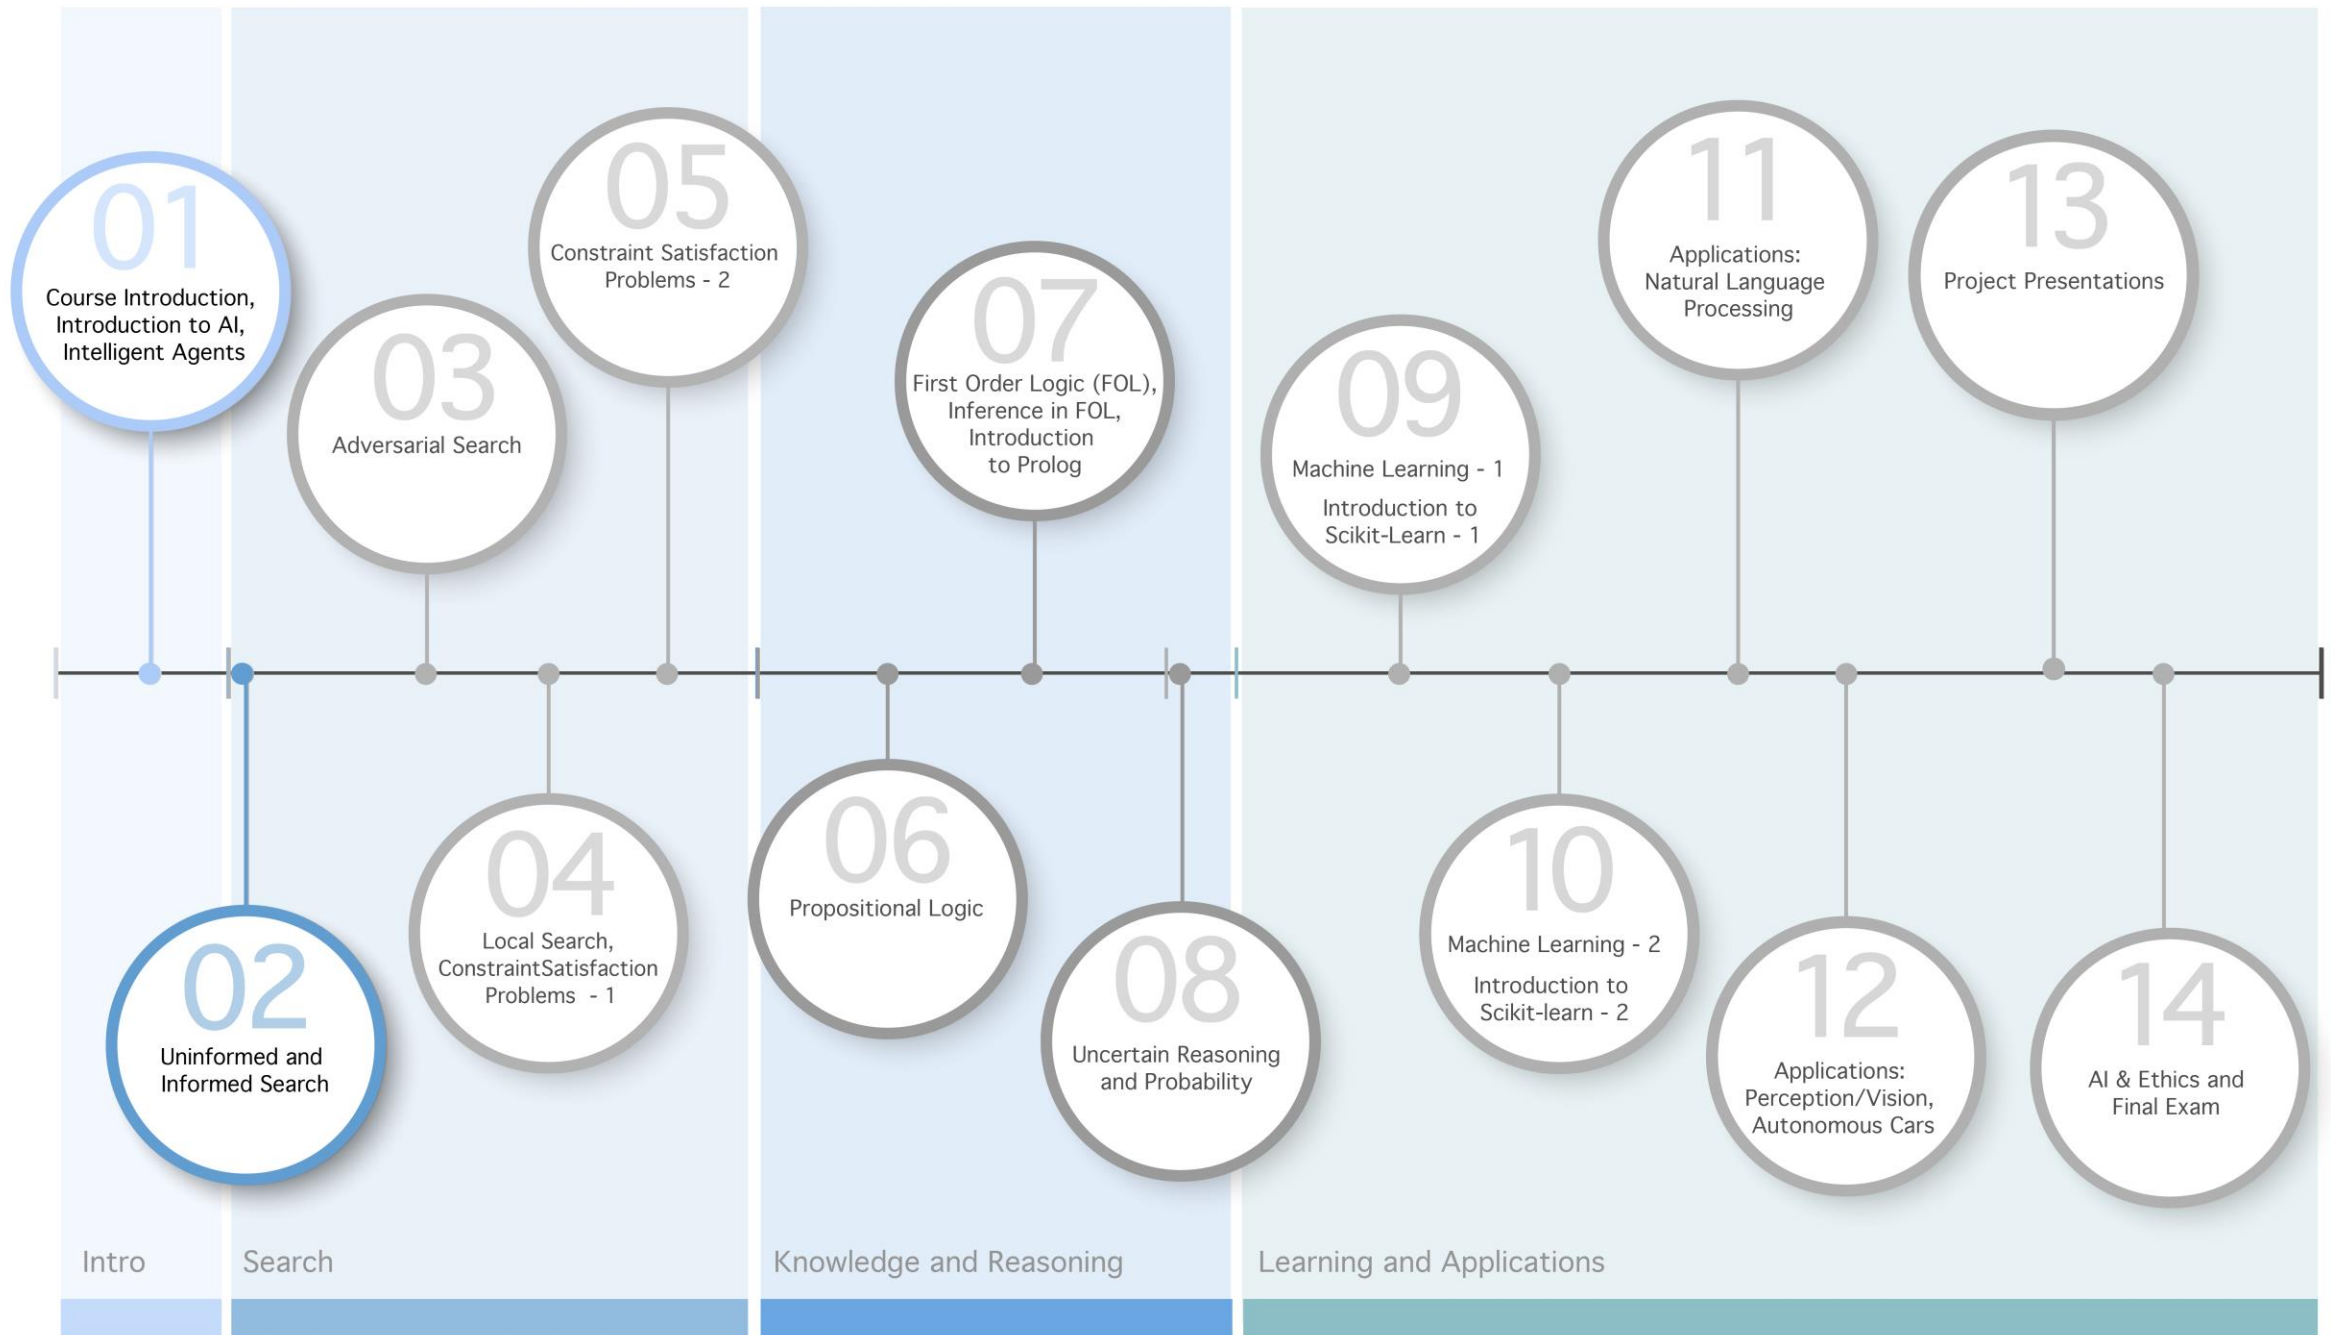 01
Course Introduction,
Introduction to AI,
Intelligent Agents
02
Uninformed and
Informed Search
03
Adversarial Search
04
Local Search,
ConstraintSatisfaction
Problems - 1
05
Constraint Satisfaction
Problems - 2
06
Propositional Logic
07
First Order Logic (FOL),
Inference in FOL,
Introduction
to Prolog
08
Uncertain Reasoning
and Probability
09
Machine Learning - 1
Introduction to
Scikit-Learn - 1
10
Machine Learning - 2
Introduction to
Scikit-learn - 2
11
Applications:
Natural Language
Processing
12
Applications:
Perception/Vision,
Autonomous Cars
13
Project Presentations
14
AI & Ethics and
Final Exam
Intro
Search
Knowledge and Reasoning
Learning and Applications